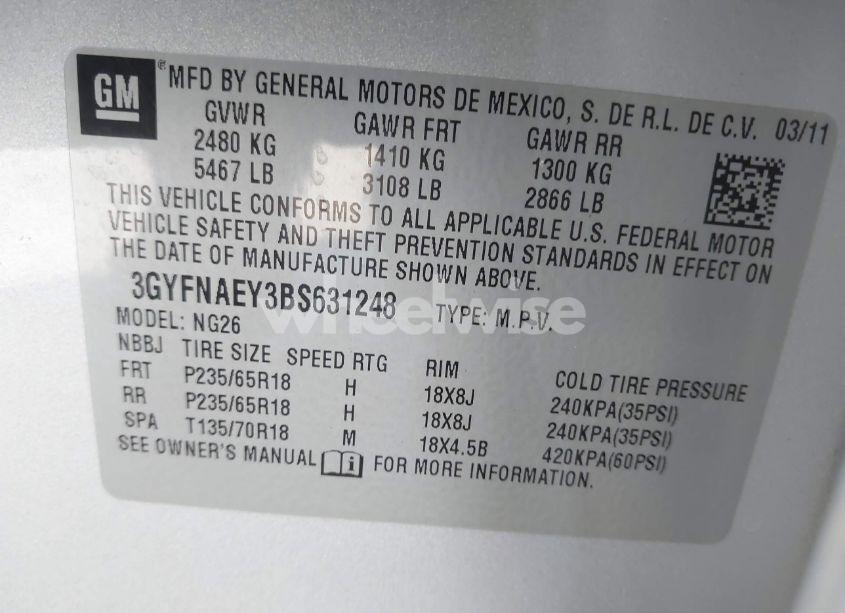 GM
® MFD BY GENERAL MOTORS DE MEXICO, S. DE R.L. DE C.V. 03/11
GVWR GAWR FRT GAWR RR
2480 KG 1410 KG 1300 KG
5467 LB 3108 LB 2866 LB
THIS VEHICLE CONFORMS TO ALL APPLICABLE U.S. FEDERAL MOTOR
VEHICLE SAFETY AND THEFT PREVENTION STANDARDS IN EFFECT ON
THE DATE OF MANUFACTURE SHOWN ABOVE.
3GYFNAEY3BS631248 TYPE: M.P.V.
wheelwise
MODEL: NG26
NBBJ TIRE SIZE SPEED RTG RIM COLD TIRE PRESSURE
FRT P235/65R18 H 18X8J 240KPA(35PSI)
RR P235/65R18 H 18X8J 240KPA(35PSI)
SPA T135/70R18 M 18X4.5B 420KPA(60PSI)
SEE OWNER'S MANUAL i FOR MORE INFORMATION.